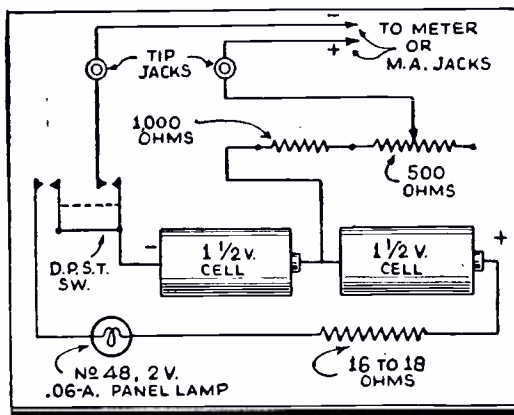 -
+
TO METER
OR
M.A. JACKS
TIP
JACKS
1,000
OHMS
500
OHMS
D.P.S.T.
SW.
-
1 1/2 V.
CELL
1 1/2 V.
CELL
+
Nº 48, 2 V.
.06-A. PANEL LAMP
16 TO 18
OHMS